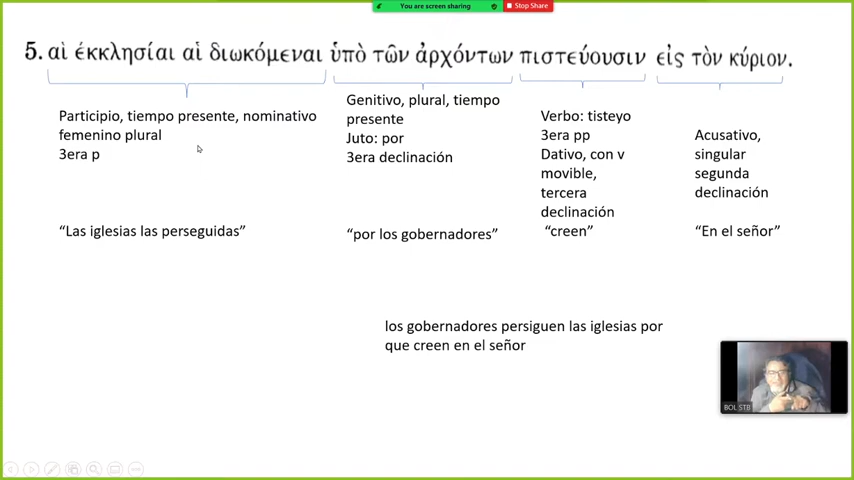 You are screen sharing
Stop Share
5. αἱ ἐκκλησίαι αἱ διωκόμεναι ὑπὸ τῶν ἀρχόντων πιστεύουσιν εἰς τὸν κύριον.
Participio, tiempo presente, nominativo
femenino plural
3era p
Genitivo, plural, tiempo
presente
Juto: por
3era declinación
Verbo: tisteyo
3era pp
Dativo, con v
movible,
tercera
declinación
Acusativo,
singular
segunda
declinación
“Las iglesias las perseguidas”
“por los gobernadores”
“creen”
“En el señor”
los gobernadores persiguen las iglesias por
que creen en el señor
BOL STB